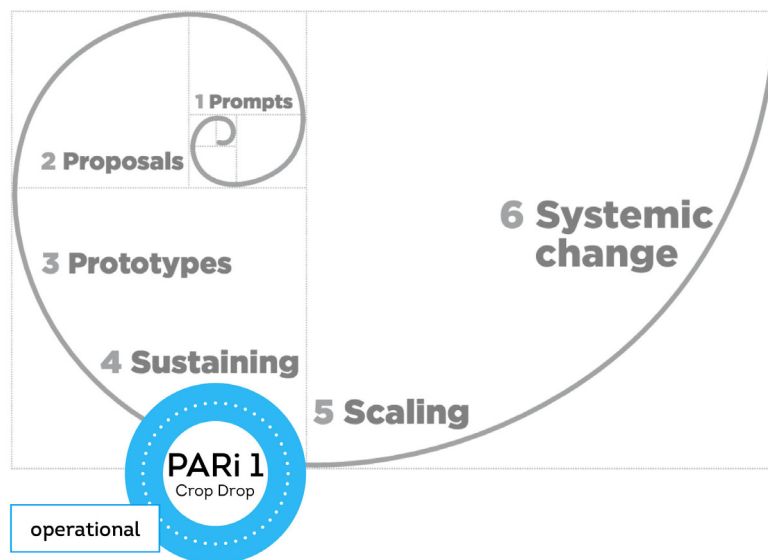 1 Prompts
2 Proposals
3 Prototypes
4 Sustaining
5 Scaling
6 Systemic
change
PARi 1
Crop Drop
operational